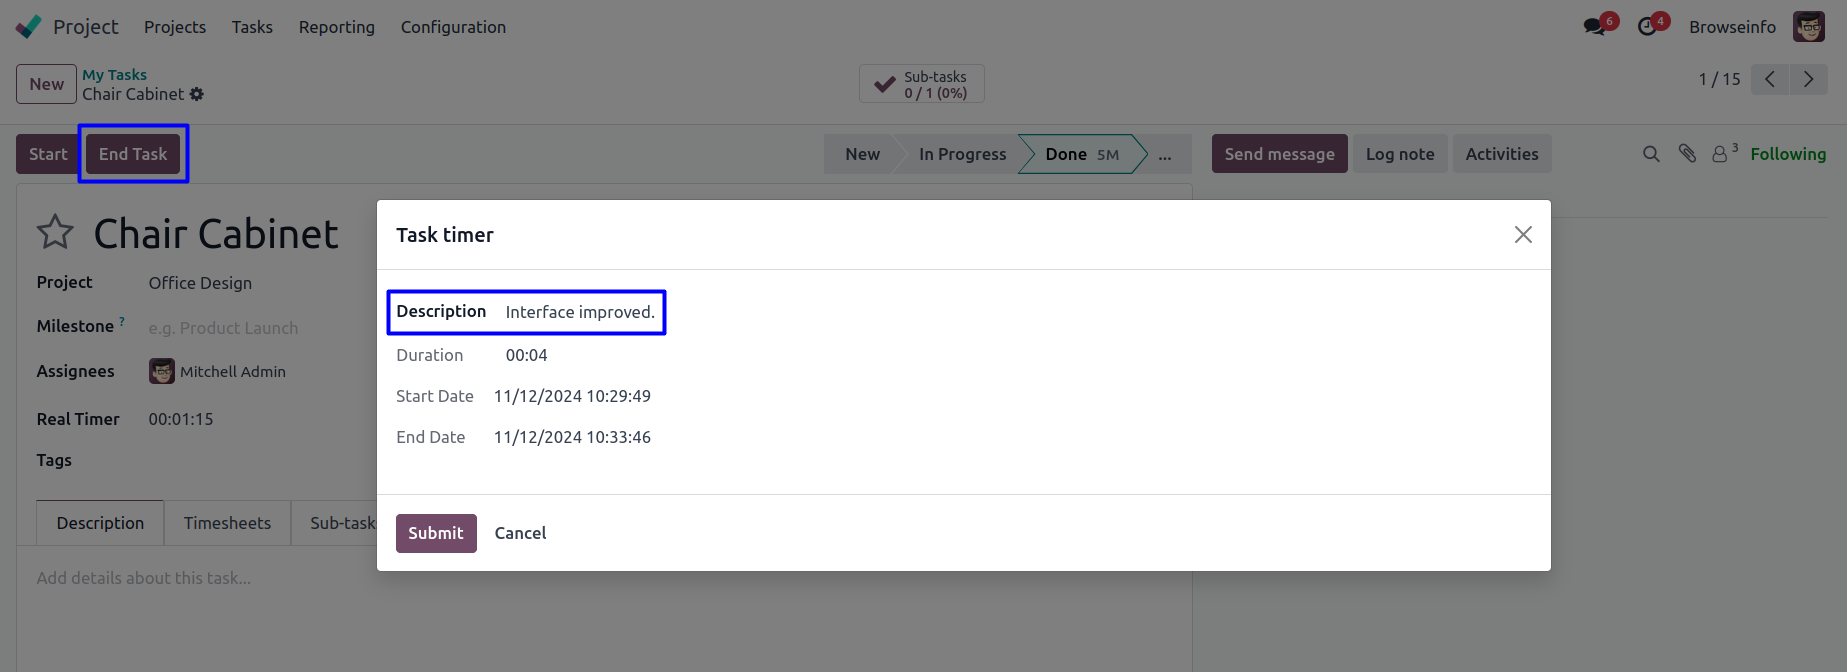 Project Projects Tasks Reporting Configuration 6 4 Browseinfo
New My Tasks
Chair Cabinet
Sub-tasks
0 / 1 (0%)
1 / 15
Start End Task New In Progress Done 5M ... Send message Log note Activities 3 Following
Chair Cabinet
Project Office Design
Milestone ? e.g. Product Launch
Assignees Mitchell Admin
Real Timer 00:01:15
Tags
Description Timesheets Sub-task
Add details about this task...
Task timer
Description Interface improved.
Duration 00:04
Start Date 11/12/2024 10:29:49
End Date 11/12/2024 10:33:46
Submit Cancel